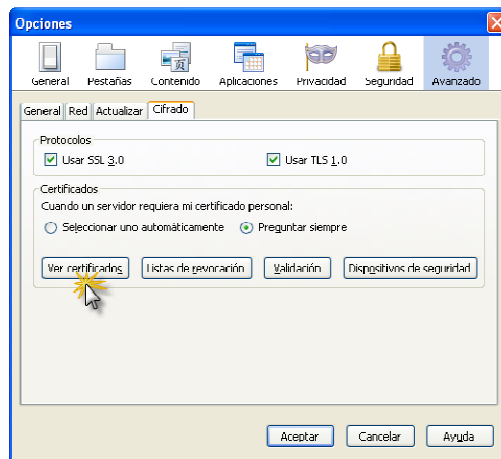 Opciones
General Pestañas Contenido Aplicaciones Privacidad Seguridad Avanzado
General Red Actualizar Cifrado
Protocolos
Usar SSL 3.0 Usar TLS 1.0
Certificados
Cuando un servidor requiera mi certificado personal:
Seleccionar uno automáticamente Preguntar siempre
Ver certificados Listas de revocación Validación Dispositivos de seguridad
Aceptar Cancelar Ayuda